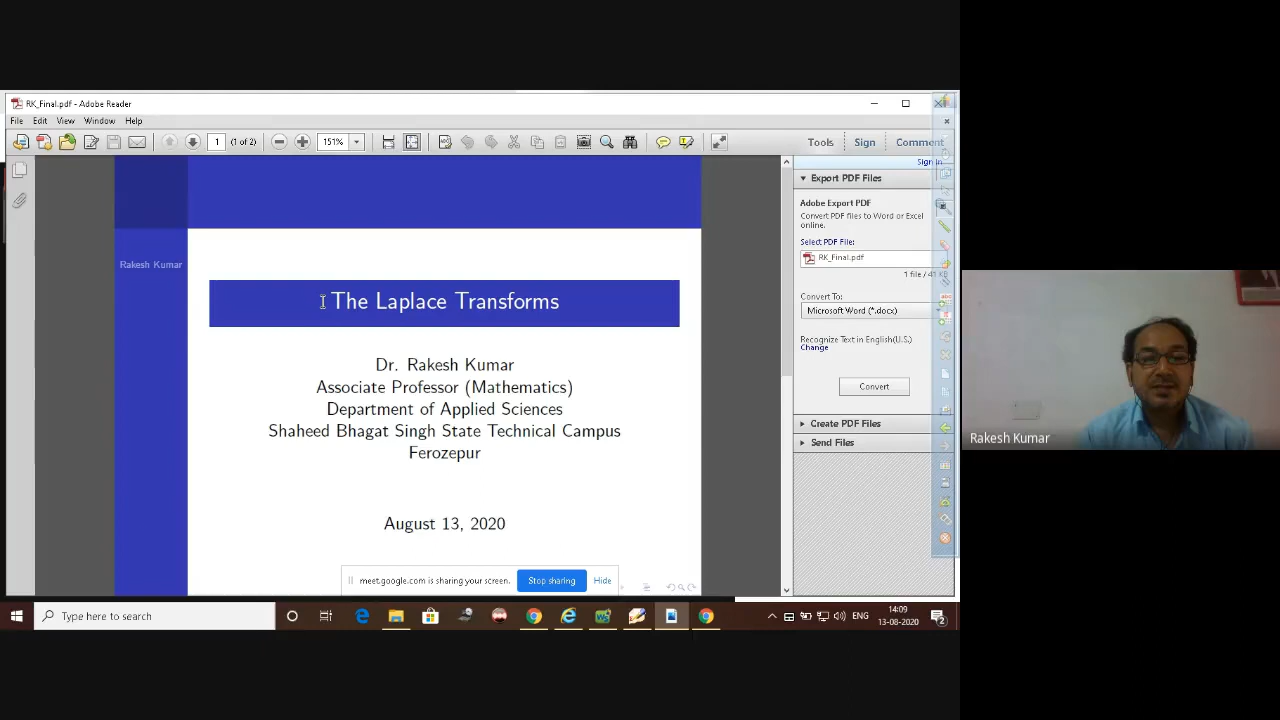 RK_Final.pdf - Adobe Reader
File Edit View Window Help
1 (1 of 2) 151% Tools Sign Comment
Sign In
Export PDF Files
Adobe Export PDF
Convert PDF files to Word or Excel
online.
Select PDF File:
RK_Final.pdf
1 file / 41 KB
Convert To:
Microsoft Word (*.docx)
Recognize Text in English(U.S.)
Change
Convert
Create PDF Files
Send Files
Rakesh Kumar
The Laplace Transforms
Dr. Rakesh Kumar
Associate Professor (Mathematics)
Department of Applied Sciences
Shaheed Bhagat Singh State Technical Campus
Ferozepur
August 13, 2020
meet.google.com is sharing your screen. Stop sharing Hide
Type here to search
ENG
14:09
13-08-2020
2
Rakesh Kumar